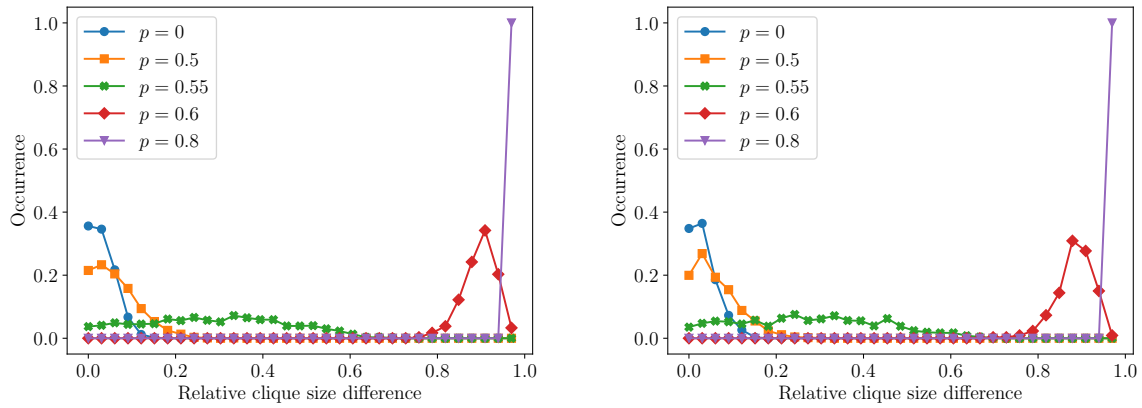 1.0
0.8
0.6
0.4
0.2
0.0
Occurrence
p = 0
p = 0.5
p = 0.55
p = 0.6
p = 0.8
0.0 0.2 0.4 0.6 0.8 1.0
Relative clique size difference
1.0
0.8
0.6
0.4
0.2
0.0
Occurrence
p = 0
p = 0.5
p = 0.55
p = 0.6
p = 0.8
0.0 0.2 0.4 0.6 0.8 1.0
Relative clique size difference